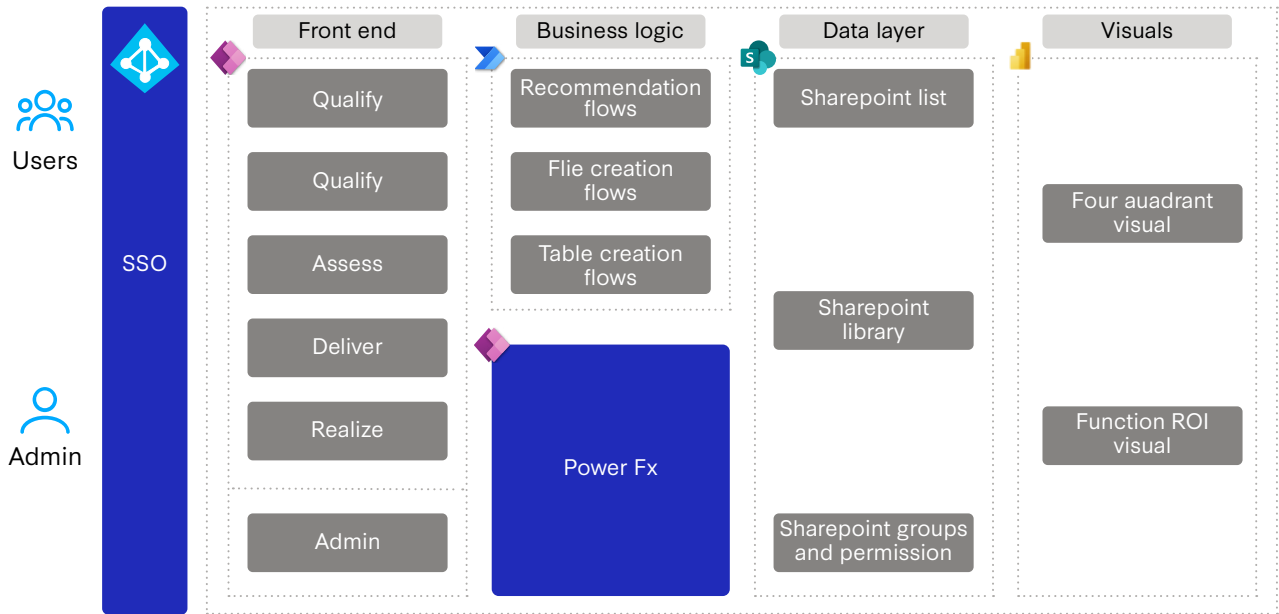 Users
Admin
SSO
Front end
Qualify
Qualify
Assess
Deliver
Realize
Admin
Business logic
Recommendation
flows
Flie creation
flows
Table creation
flows
Power Fx
Data layer
S
Sharepoint list
Sharepoint
library
Sharepoint groups
and permission
Visuals
Four auadrant
visual
Function ROI
visual